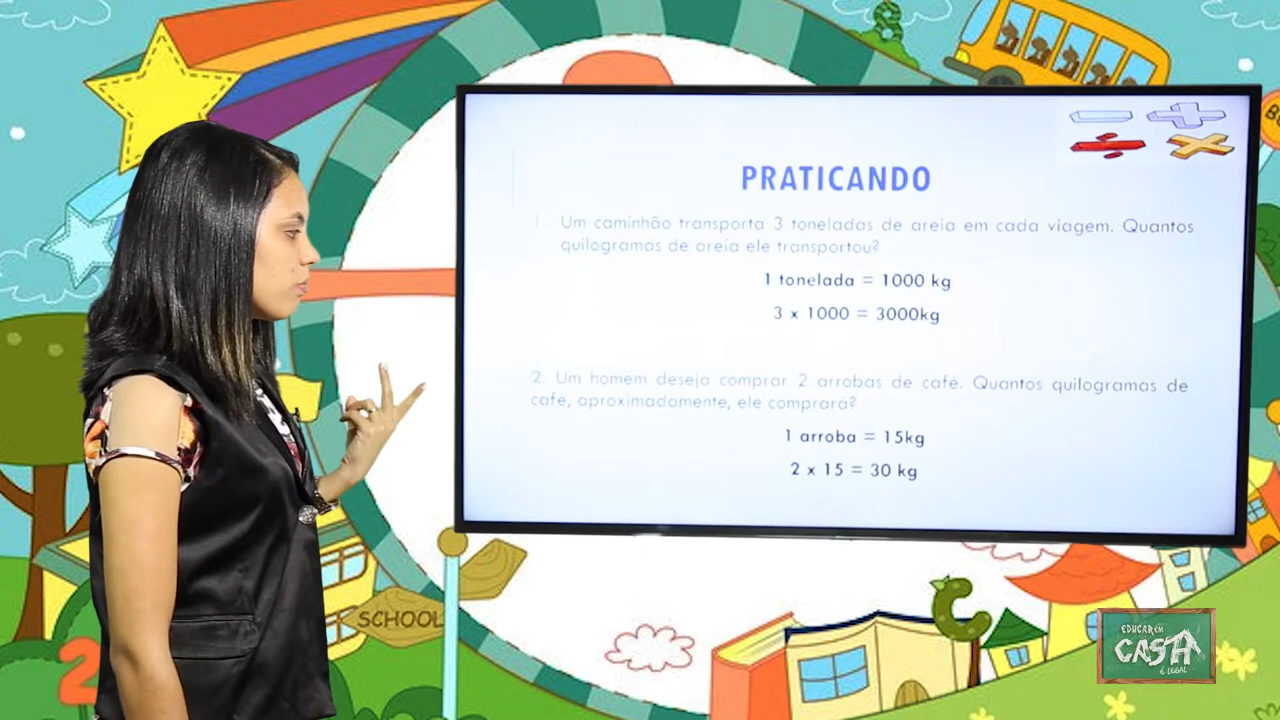 PRATICANDO
1. Um caminhão transporta 3 toneladas de areia em cada viagem. Quantos
quilogramas de areia ele transportou?
1 tonelada = 1000 kg
3 x 1000 = 3000kg
2. Um homem deseja comprar 2 arrobas de café. Quantos quilogramas de
café, aproximadamente, ele comprará?
1 arroba = 15kg
2 x 15 = 30 kg
SCHOOL
2
EDUCAR EM
CASA
É LEGAL